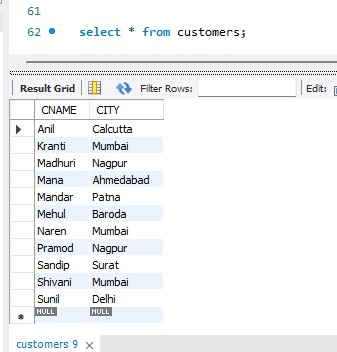 61
62 select * from customers;
Result Grid Filter Rows: Edit:
CNAME CITY
Anil Calcutta
Kranti Mumbai
Madhuri Nagpur
Mana Ahmedabad
Mandar Patna
Mehul Baroda
Naren Mumbai
Pramod Nagpur
Sandip Surat
Shivani Mumbai
Sunil Delhi
NULL NULL
customers 9